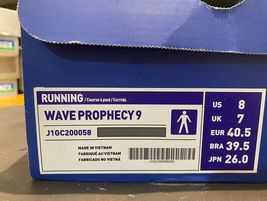 RUNNING / Course à pied / Corrida
WAVE PROPHECY 9
J1GC200058
MADE IN VIETNAM
FABRIQUÉ AU VIETNAM
FABRICADO NO VIETNÃ
US 8
UK 7
EUR 40.5
BRA 39.5
JPN 26.0